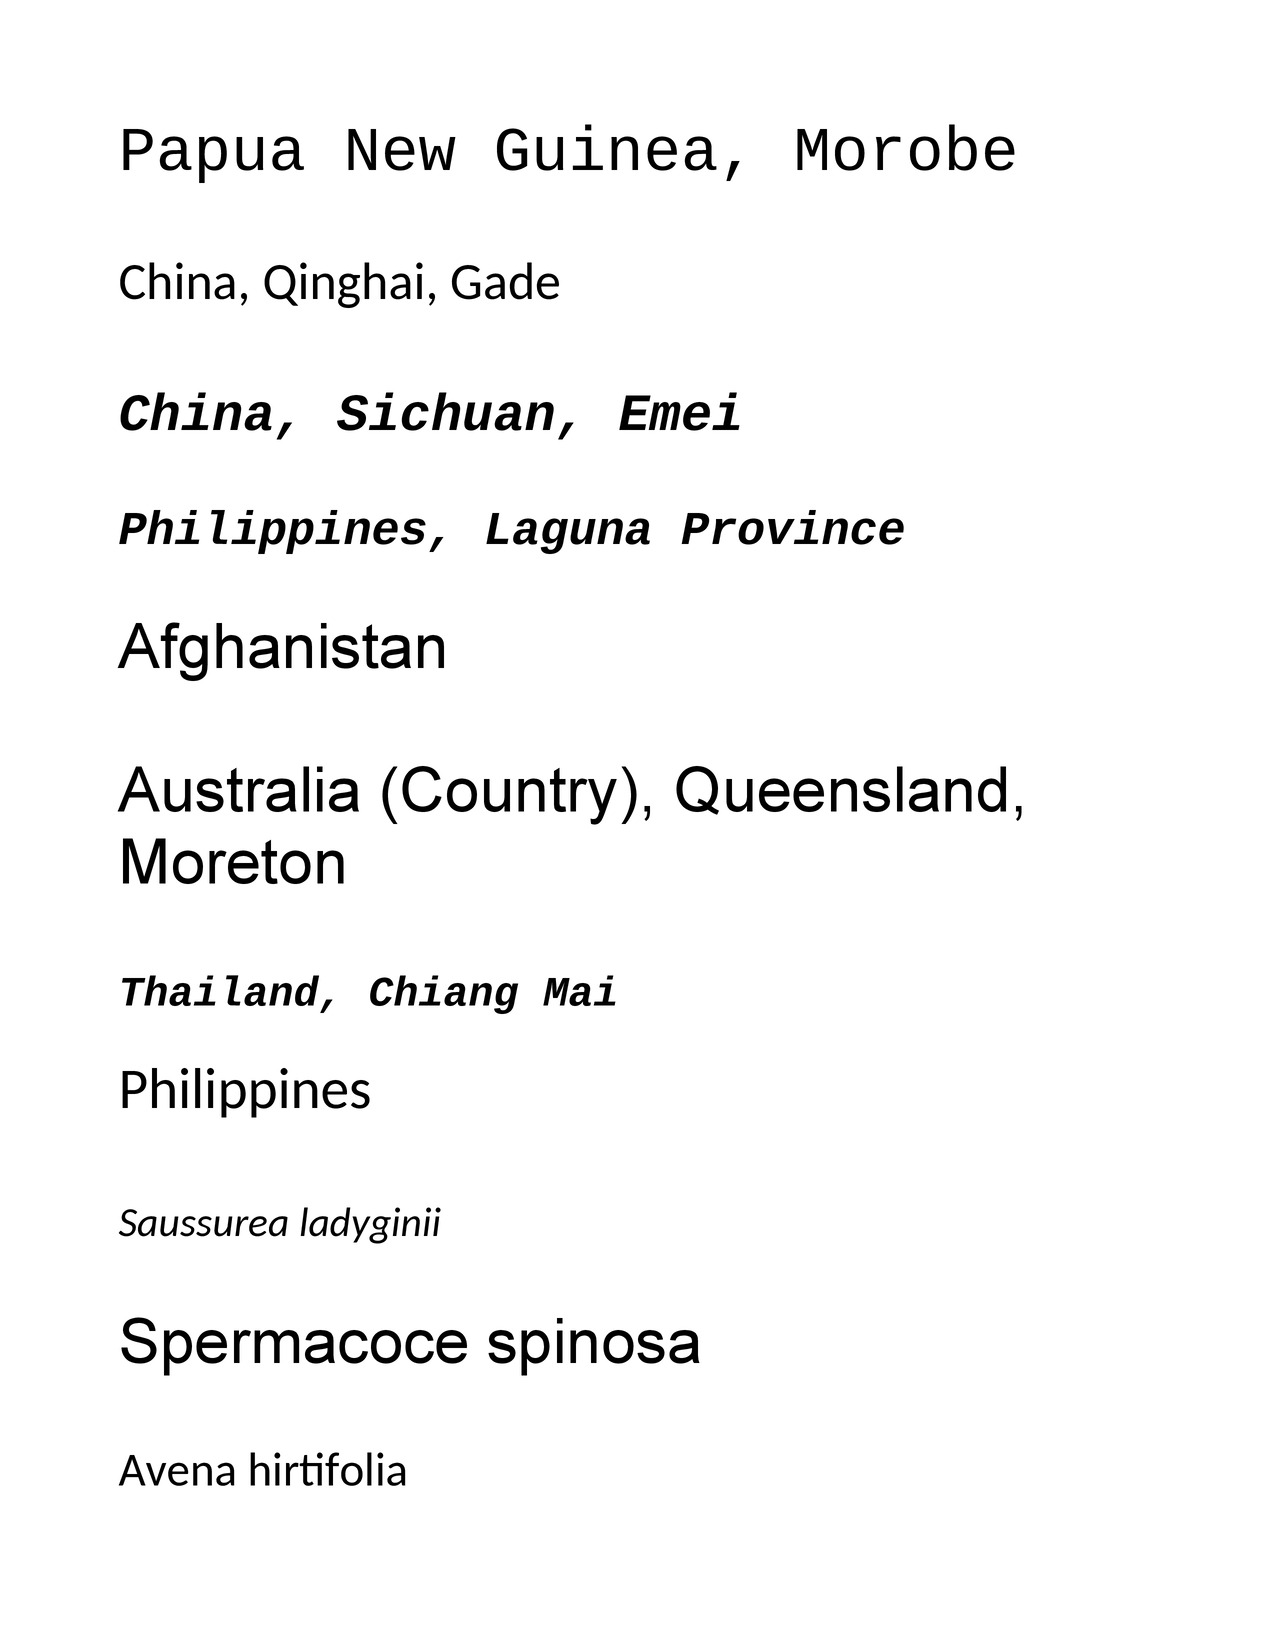 Papua New Guinea, Morobe
China, Qinghai, Gade
China, Sichuan, Emei
Philippines, Laguna Province
Afghanistan
Australia (Country), Queensland,
Moreton
Thailand, Chiang Mai
Philippines
Saussurea ladyginii
Spermacoce spinosa
Avena hirtifolia